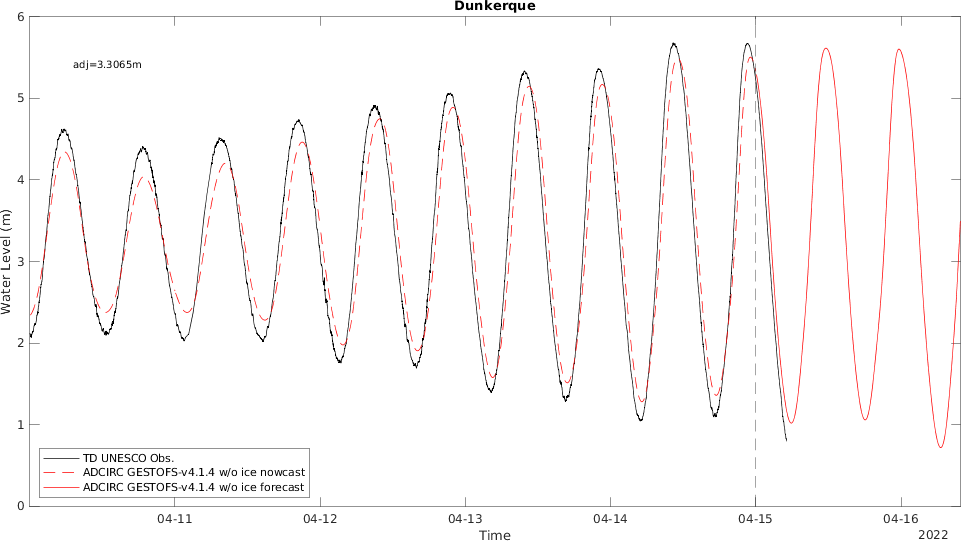 Dunkerque
adj=3.3065m
Water Level (m)
6
5
4
3
2
1
0
TD UNESCO Obs.
ADCIRC GESTOFS-v4.1.4 w/o ice nowcast
ADCIRC GESTOFS-v4.1.4 w/o ice forecast
04-11 04-12 04-13 04-14 04-15 04-16
Time
2022